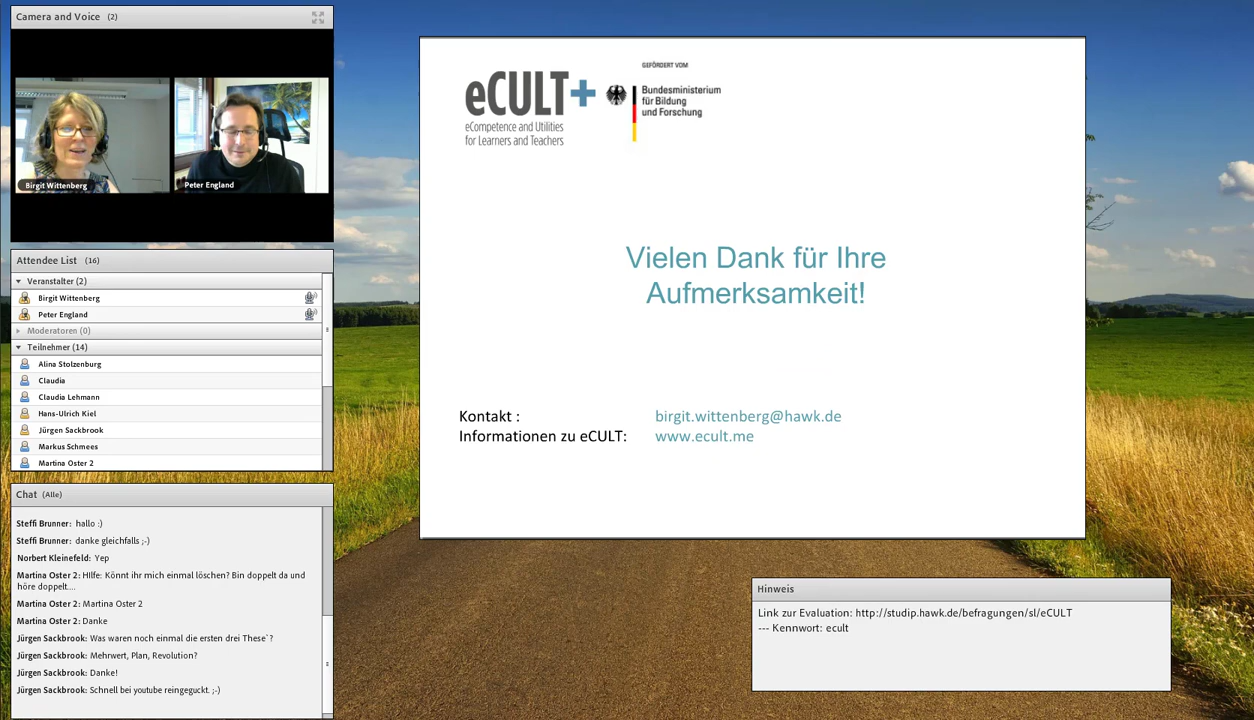 Camera and Voice (2)
Birgit Wittenberg
Peter England
Attendee List (16)
Veranstalter (2)
Birgit Wittenberg
Peter England
Moderatoren (0)
Teilnehmer (14)
Alina Stolzenburg
Claudia
Claudia Lehmann
Hans-Ulrich Kiel
Jürgen Sackbrook
Markus Schmees
Martina Oster 2
Chat (Alle)
Steffi Brunner: hallo :)
Steffi Brunner: danke gleichfalls ;-)
Norbert Kleinefeld: Yep
Martina Oster 2: HIlfe: Könnt ihr mich einmal löschen? Bin doppelt da und
höre doppelt....
Martina Oster 2: Martina Oster 2
Martina Oster 2: Danke
Jürgen Sackbrook: Was waren noch einmal die ersten drei These`?
Jürgen Sackbrook: Mehrwert, Plan, Revolution?
Jürgen Sackbrook: Danke!
Jürgen Sackbrook: Schnell bei youtube reingeguckt. ;-)
eCULT+
eCompetence and Utilities
for Learners and Teachers
GEFÖRDERT VOM
Bundesministerium
für Bildung
und Forschung
Vielen Dank für Ihre
Aufmerksamkeit!
Kontakt : birgit.wittenberg@hawk.de
Informationen zu eCULT: www.ecult.me
Hinweis
Link zur Evaluation: http://studip.hawk.de/befragungen/sl/eCULT
--- Kennwort: ecult